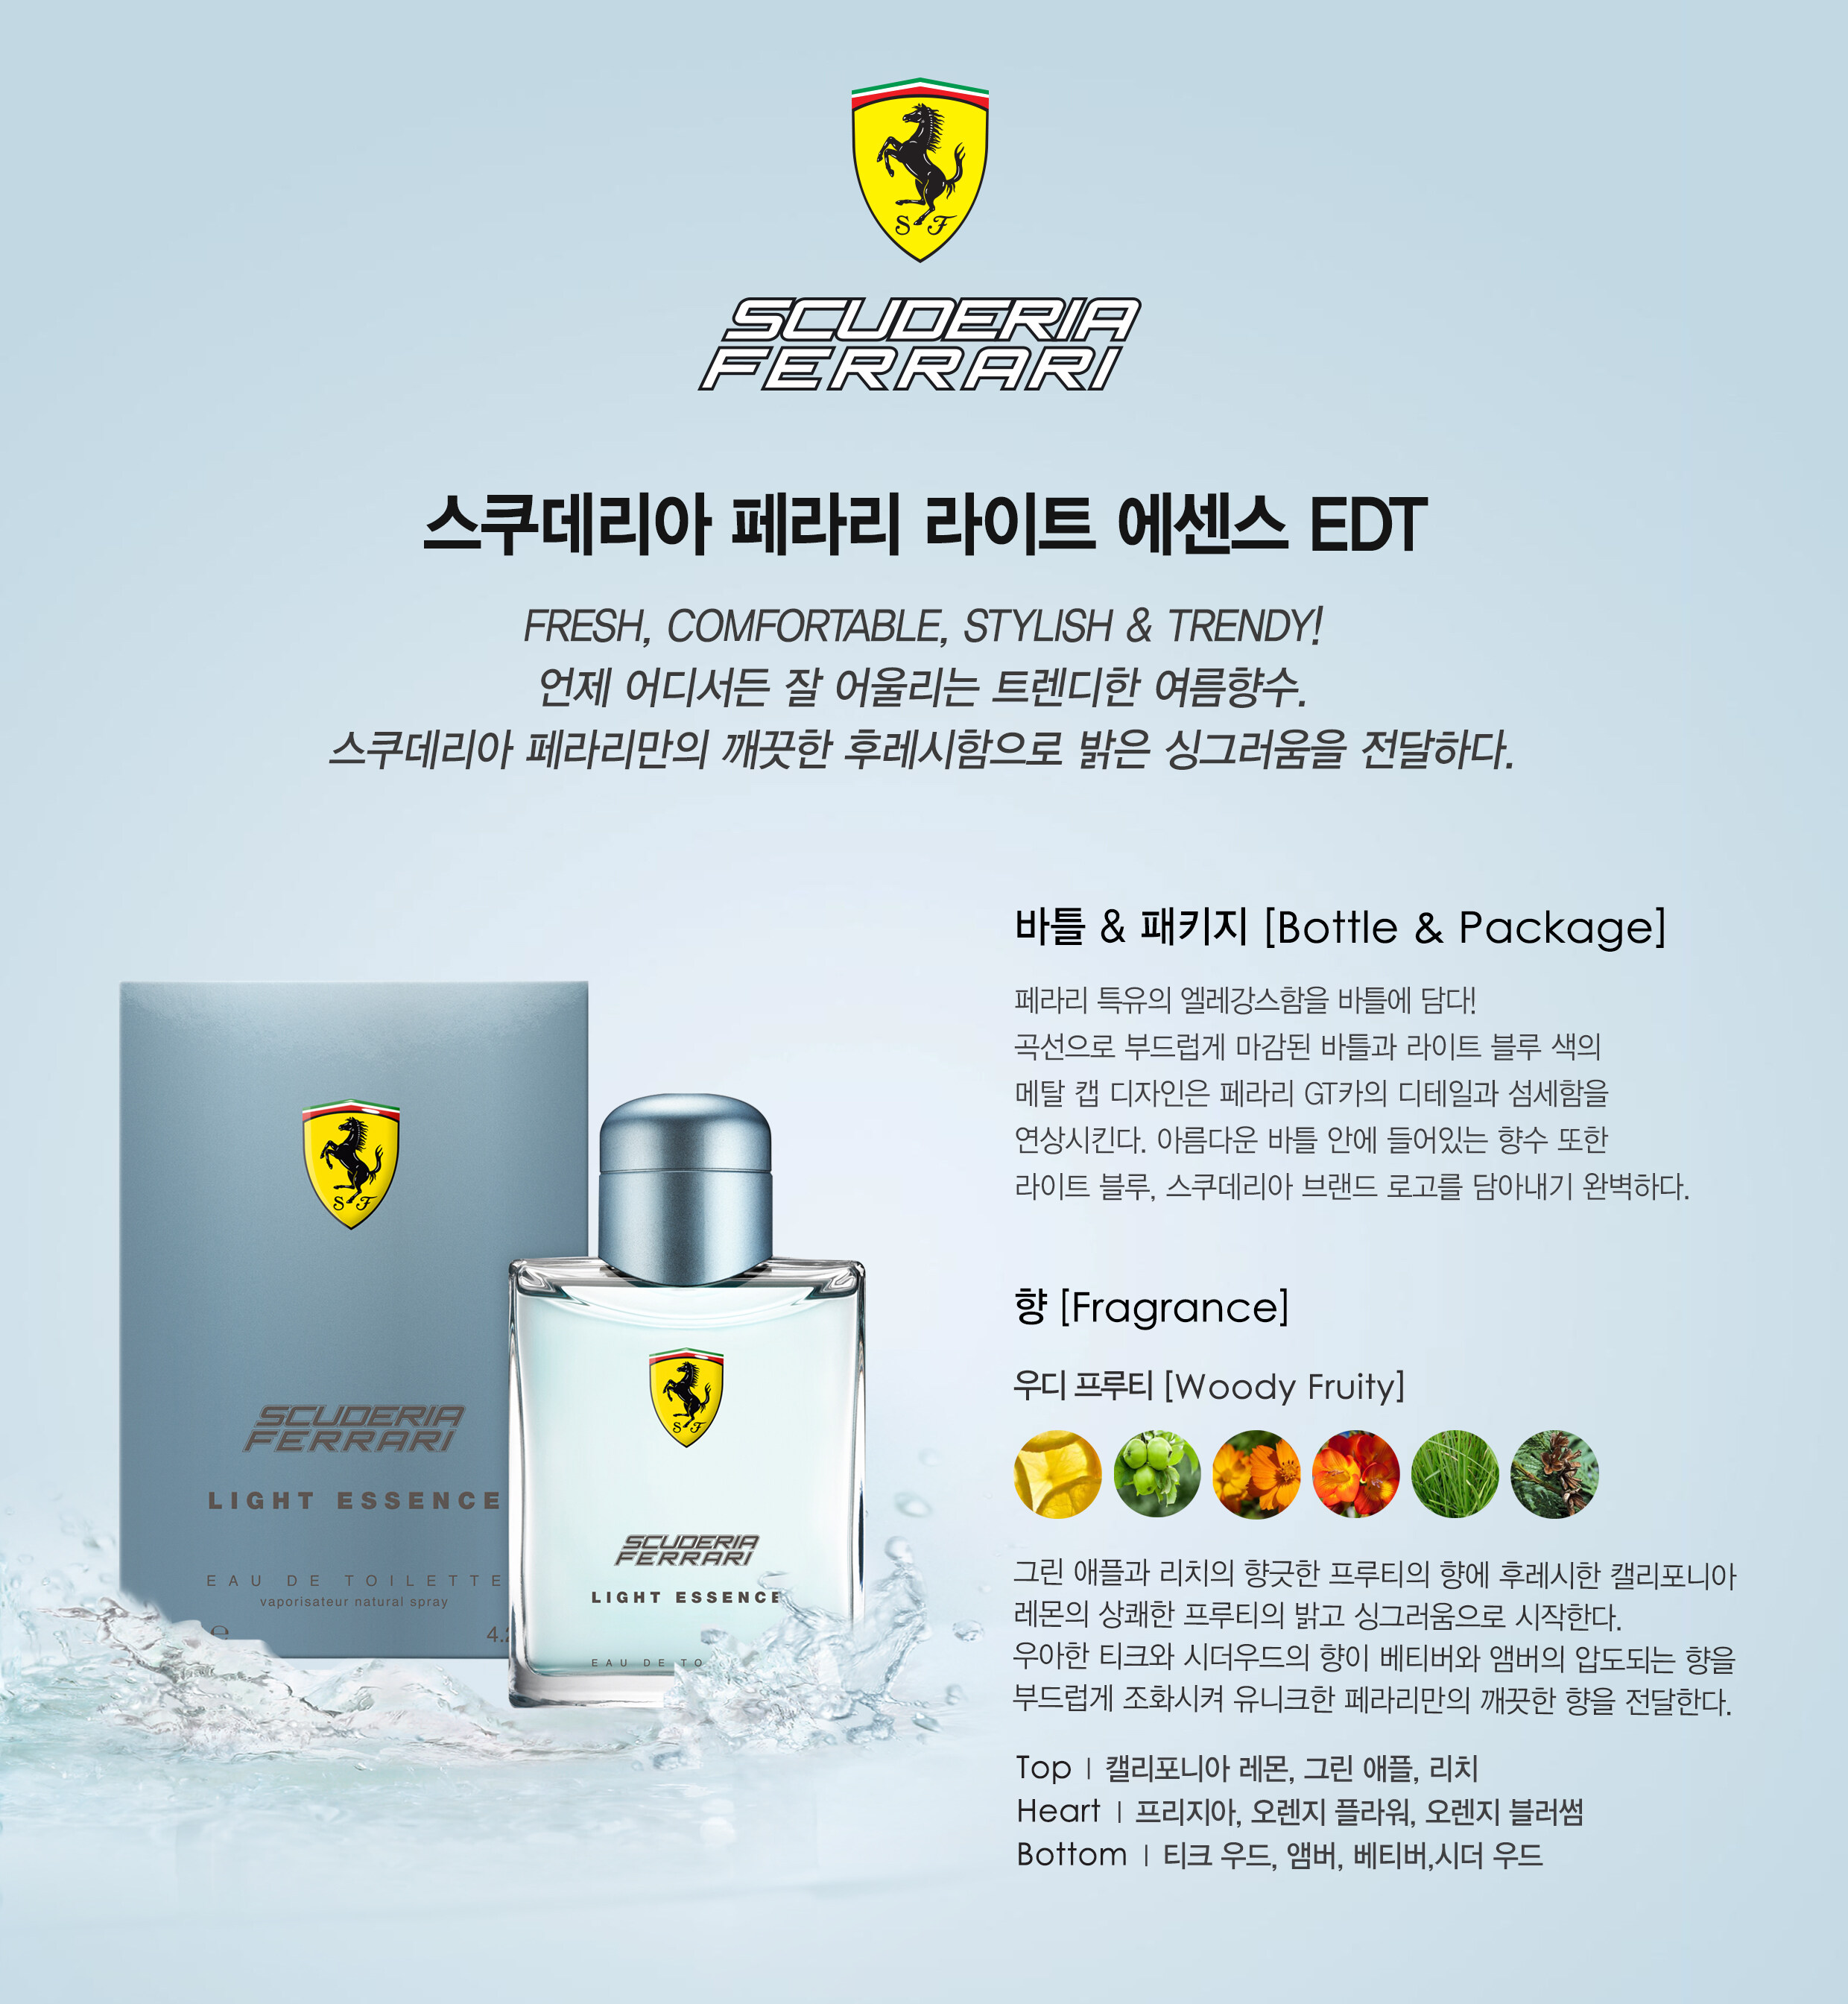 S F
SCUDERIA
FERRARI
스쿠데리아 페라리 라이트 에센스 EDT
FRESH, COMFORTABLE, STYLISH & TRENDY!
언제 어디서든 잘 어울리는 트렌디한 여름향수.
스쿠데리아 페라리만의 깨끗한 후레시함으로 밝은 싱그러움을 전달하다.
바틀 & 패키지 [Bottle & Package]
페라리 특유의 엘레강스함을 바틀에 담다!
곡선으로 부드럽게 마감된 바틀과 라이트 블루 색의
메탈 캡 디자인은 페라리 GT카의 디테일과 섬세함을
연상시킨다. 아름다운 바틀 안에 들어있는 향수 또한
라이트 블루, 스쿠데리아 브랜드 로고를 담아내기 완벽하다.
S F
SCUDERIA
FERRARI
LIGHT ESSENCE
EAU DE TOILETTE
vaporisateur natural spray
℮
S F
SCUDERIA
FERRARI
LIGHT ESSENCE
EAU DE
향 [Fragrance]
우디 프루티 [Woody Fruity]
그린 애플과 리치의 향긋한 프루티의 향에 후레시한 캘리포니아
레몬의 상쾌한 프루티의 밝고 싱그러움으로 시작한다.
우아한 티크와 시더우드의 향이 베티버와 앰버의 압도되는 향을
부드럽게 조화시켜 유니크한 페라리만의 깨끗한 향을 전달한다.
Top | 캘리포니아 레몬, 그린 애플, 리치
Heart | 프리지아, 오렌지 플라워, 오렌지 블러썸
Bottom | 티크 우드, 앰버, 베티버,시더 우드